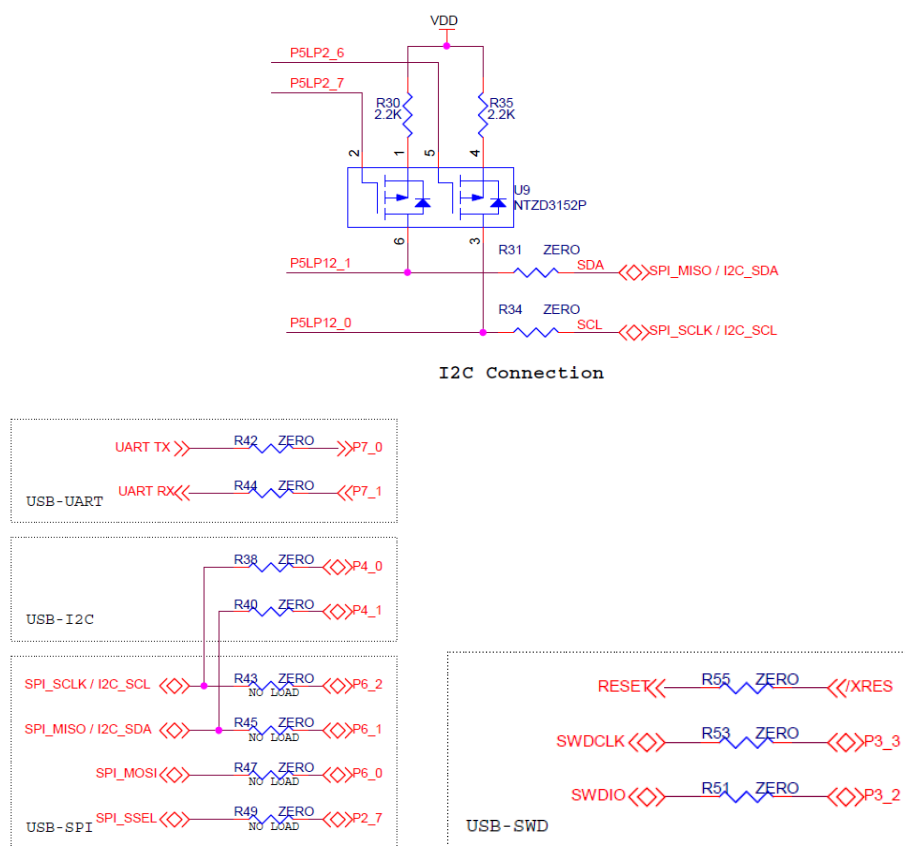 VDD
P5LP2_6
P5LP2_7
R30
2.2K
R35
2.2K
2
1
5
4
U9
NTZD3152P
6
3
P5LP12_1
R31 ZERO
SDA
SPI_MISO / I2C_SDA
P5LP12_0
R34 ZERO
SCL
SPI_SCLK / I2C_SCL
I2C Connection
UART TX R42 ZERO P7_0
UART RX R44 ZERO P7_1
USB-UART
R38 ZERO P4_0
R40 ZERO P4_1
USB-I2C
SPI_SCLK / I2C_SCL R43 ZERO P6_2
NO LOAD
SPI_MISO / I2C_SDA R45 ZERO P6_1
NO LOAD
SPI_MOSI R47 ZERO P6_0
NO LOAD
SPI_SSEL R49 ZERO P2_7
NO LOAD
USB-SPI
RESET R55 ZERO /XRES
SWDCLK R53 ZERO P3_3
SWDIO R51 ZERO P3_2
USB-SWD